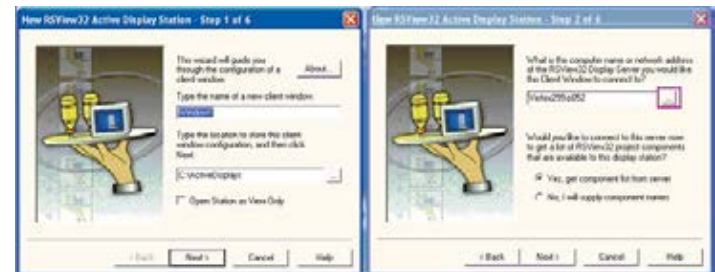 New RSView32 Active Display Station - Step 1 of 6
This wizard will guide you
through the configuration of a
client window.
About...
Type the name of a new client window.
Window1
Type the location to store this client
window configuration, and then click
Next.
C:\ActiveDisplays
...
Open Station as View Only
< Back
Next >
Cancel
Help
New RSView32 Active Display Station - Step 2 of 6
What is the computer name or network address
of the RSView32 Display Server you would like
this Client Window to connect to?
...
Would you like to connect to this server now
to get a list of RSView32 project components
that are available to this display station?
Yes, get component list from server
No, I will supply component names
< Back
Next >
Cancel
Help